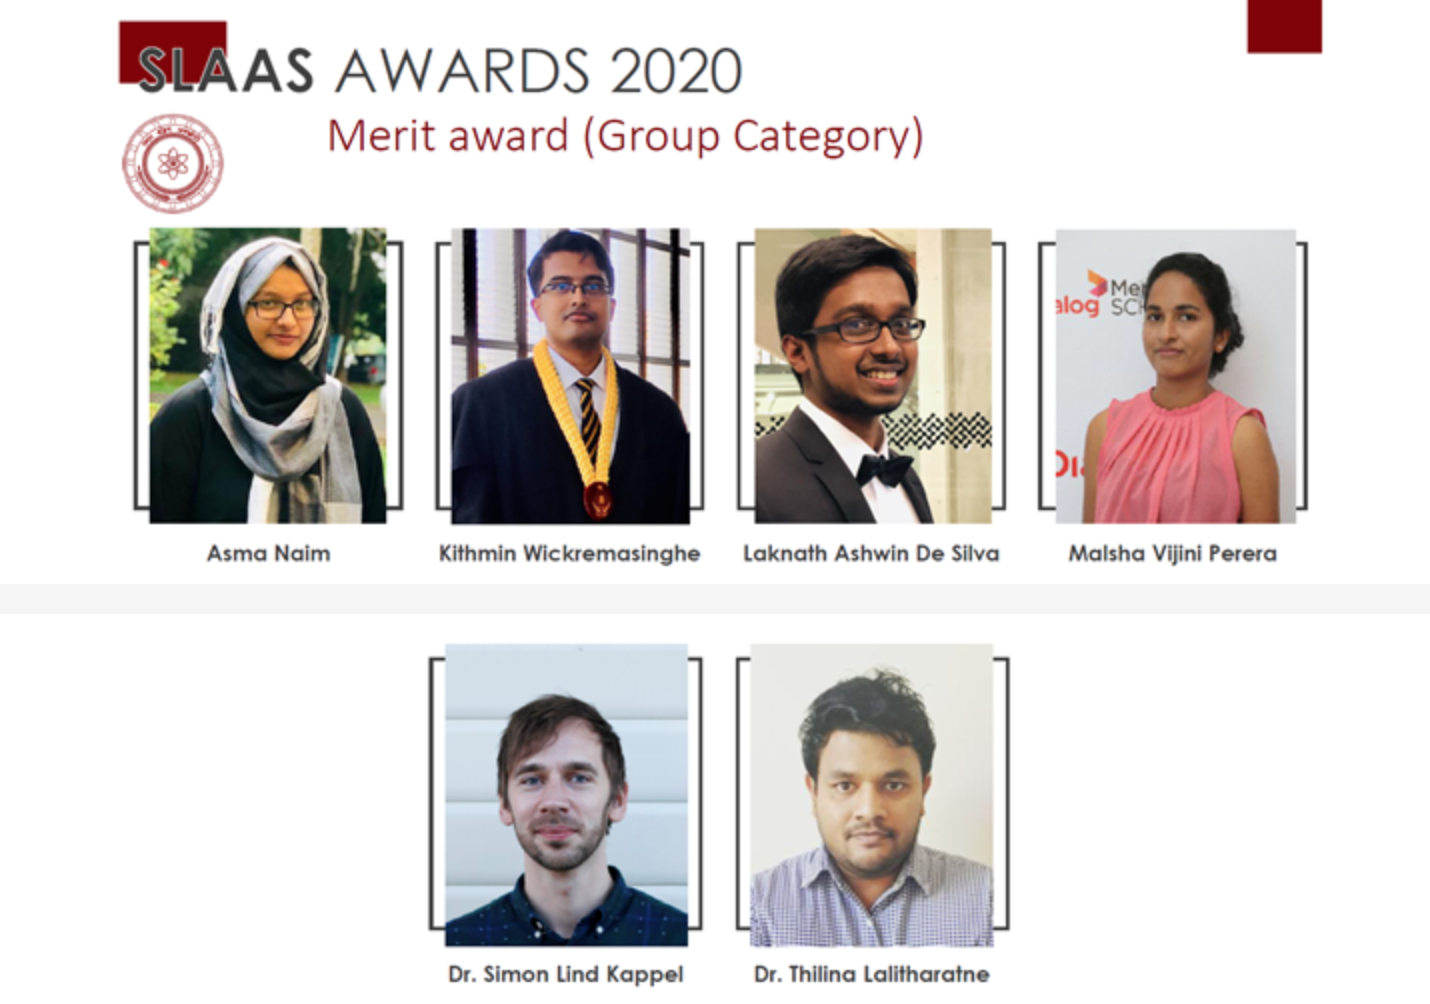 SLAAS AWARDS 2020
Merit award (Group Category)
alog
Asma Naim
Kithmin Wickremasinghe
Laknath Ashwin De Silva
Malsha Vijini Perera
Dr. Simon Lind Kappel
Dr. Thilina Lalitharatne